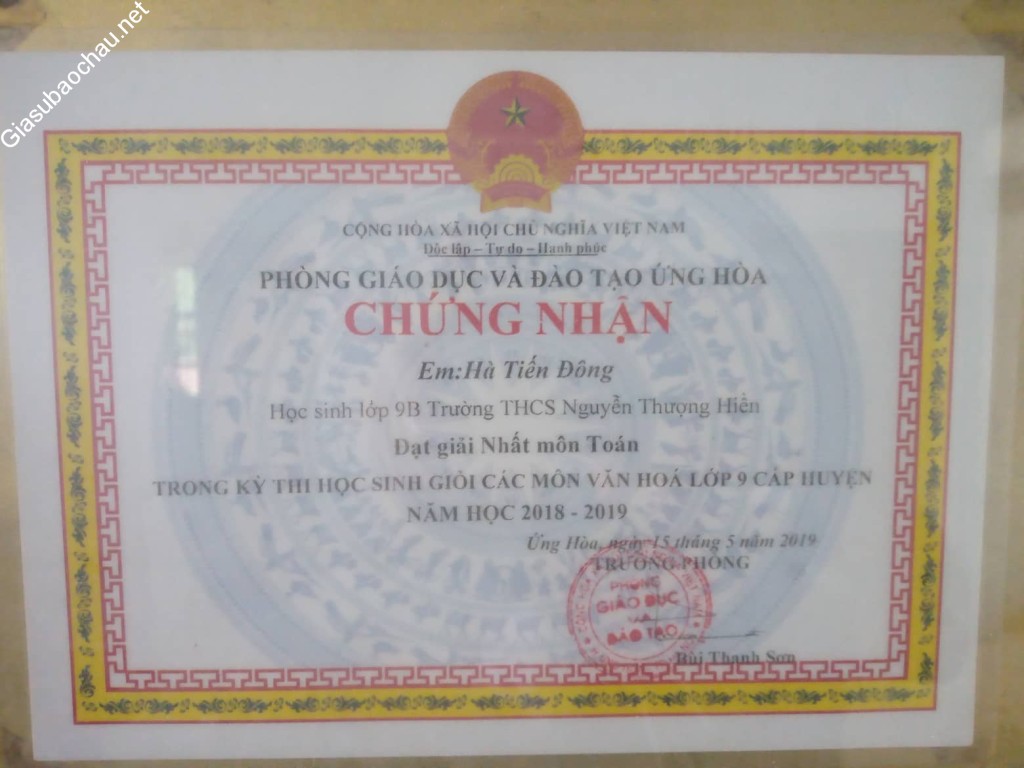 Giasubaochau.net
CỘNG HÒA XÃ HỘI CHỦ NGHĨA VIỆT NAM
Độc lập – Tự do – Hạnh phúc
PHÒNG GIÁO DỤC VÀ ĐÀO TẠO ỨNG HÒA
CHỨNG NHẬN
Em:Hà Tiến Đông
Học sinh lớp 9B Trường THCS Nguyễn Thượng Hiền
Đạt giải Nhất môn Toán
TRONG KỲ THI HỌC SINH GIỎI CÁC MÔN VĂN HOÁ LỚP 9 CẤP HUYỆN
NĂM HỌC 2018 - 2019
Ứng Hòa, ngày 15 tháng 5 năm 2019
TRƯỞNG PHÒNG
PHÒNG
GIÁO DỤC
VÀ
ĐÀO TẠO
Bùi Thanh Sơn